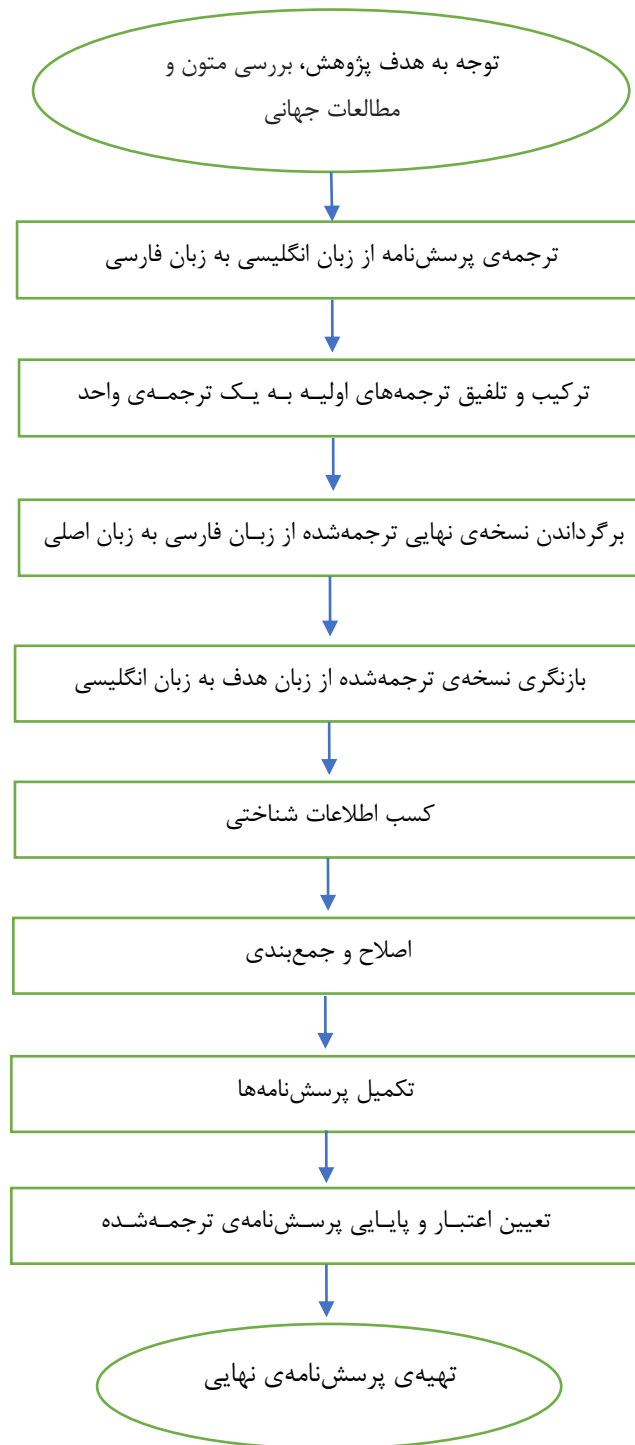 توجه به هدف پژوهش، بررسی متون و
مطالعات جهانی
ترجمه‌ی پرسش‌نامه از زبان انگلیسی به زبان فارسی
ترکیب و تلفیق ترجمه‌های اولیـه بـه یـک ترجمـه‌ی واحد
برگرداندن نسخه‌ی نهایی ترجمه‌شده از زبـان فارسی به زبان اصلی
بازنگری نسخه‌ی ترجمه‌شده از زبان هدف به زبان انگلیسی
کسب اطلاعات شناختی
اصلاح و جمع‌بندی
تکمیل پرسش‌نامه‌ها
تعیین اعتبـار و پایـایی پرسـش‌نامه‌ی ترجمـه‌شـده
تهیه‌ی پرسش‌نامه‌ی نهایی